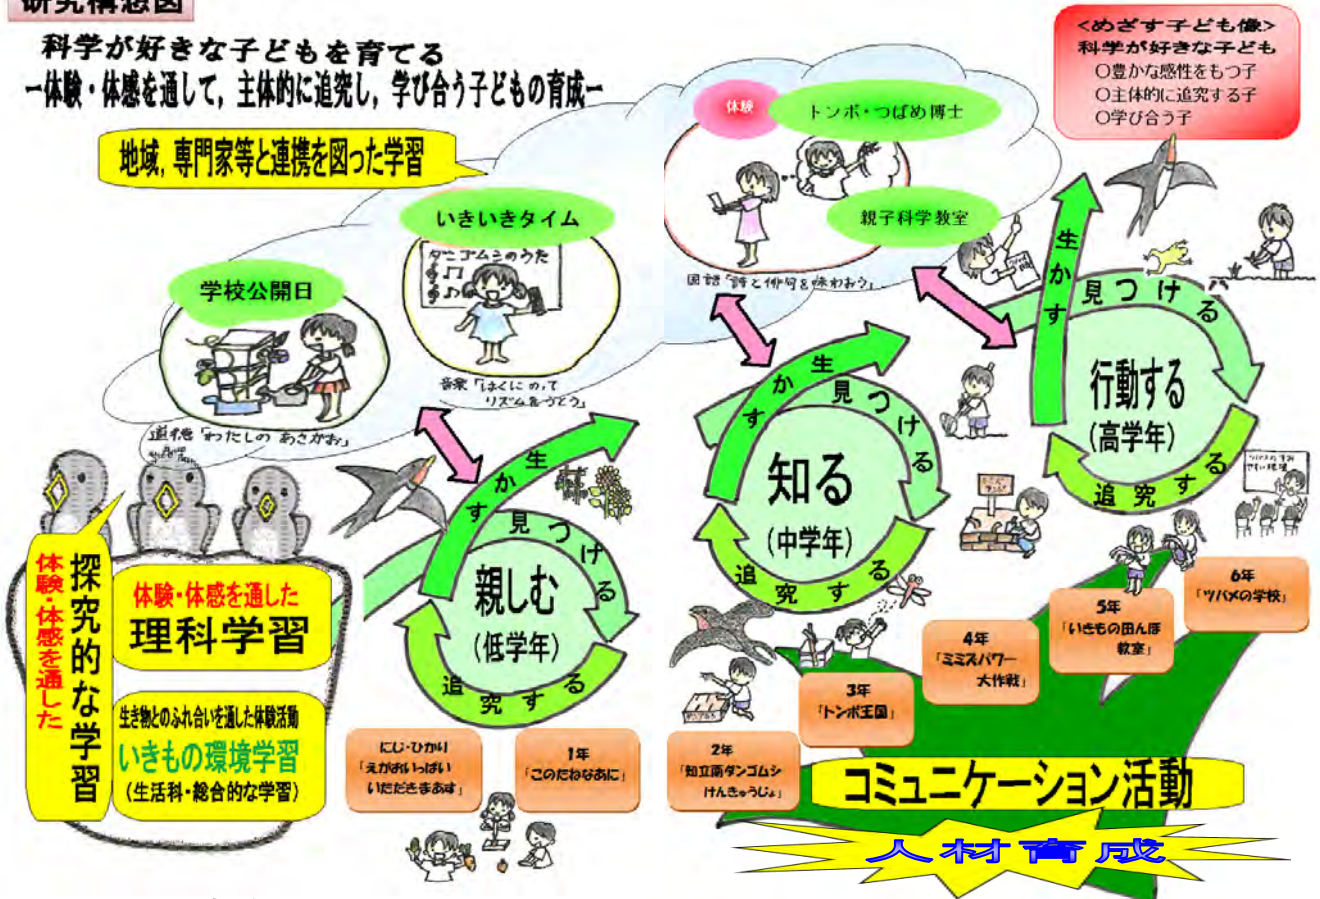 研究構想図
科学が好きな子どもを育てる
ー体験・体感を通して，主体的に追究し，学び合う子どもの育成ー
地域，専門家等と連携を図った学習
<めざす子ども像>
科学が好きな子ども
○豊かな感性をもつ子
○主体的に追究する子
○学び合う子
体験
トンボ・つばめ博士
親子科学教室
国語「詩と俳句を味わおう」
いきいきタイム
ダンゴムシのうた
音楽「はくにのって
リズムをうとう」
学校公開日
道徳「わたしの あさがお」
体験・体感を通した
探究的な学習
体験・体感を通した
理科学習
生き物とのふれ合いを通した体験活動
いきもの環境学習
(生活科・総合的な学習)
生かす
見つける
追究する
親しむ
(低学年)
生かす
見つける
追究する
知る
(中学年)
生かす
見つける
追究する
行動する
(高学年)
にじ・ひかり
「えがおいっぱい
いただきまあす」
1年
「このたねなあに」
2年
「知立南ダンゴムシ
けんきゅうじょ」
3年
「トンボ王国」
4年
「ミミズパワー
大作戦」
5年
「いきもの田んぼ
教室」
6年
「ツバメの学校」
コミュニケーション活動
人材育成